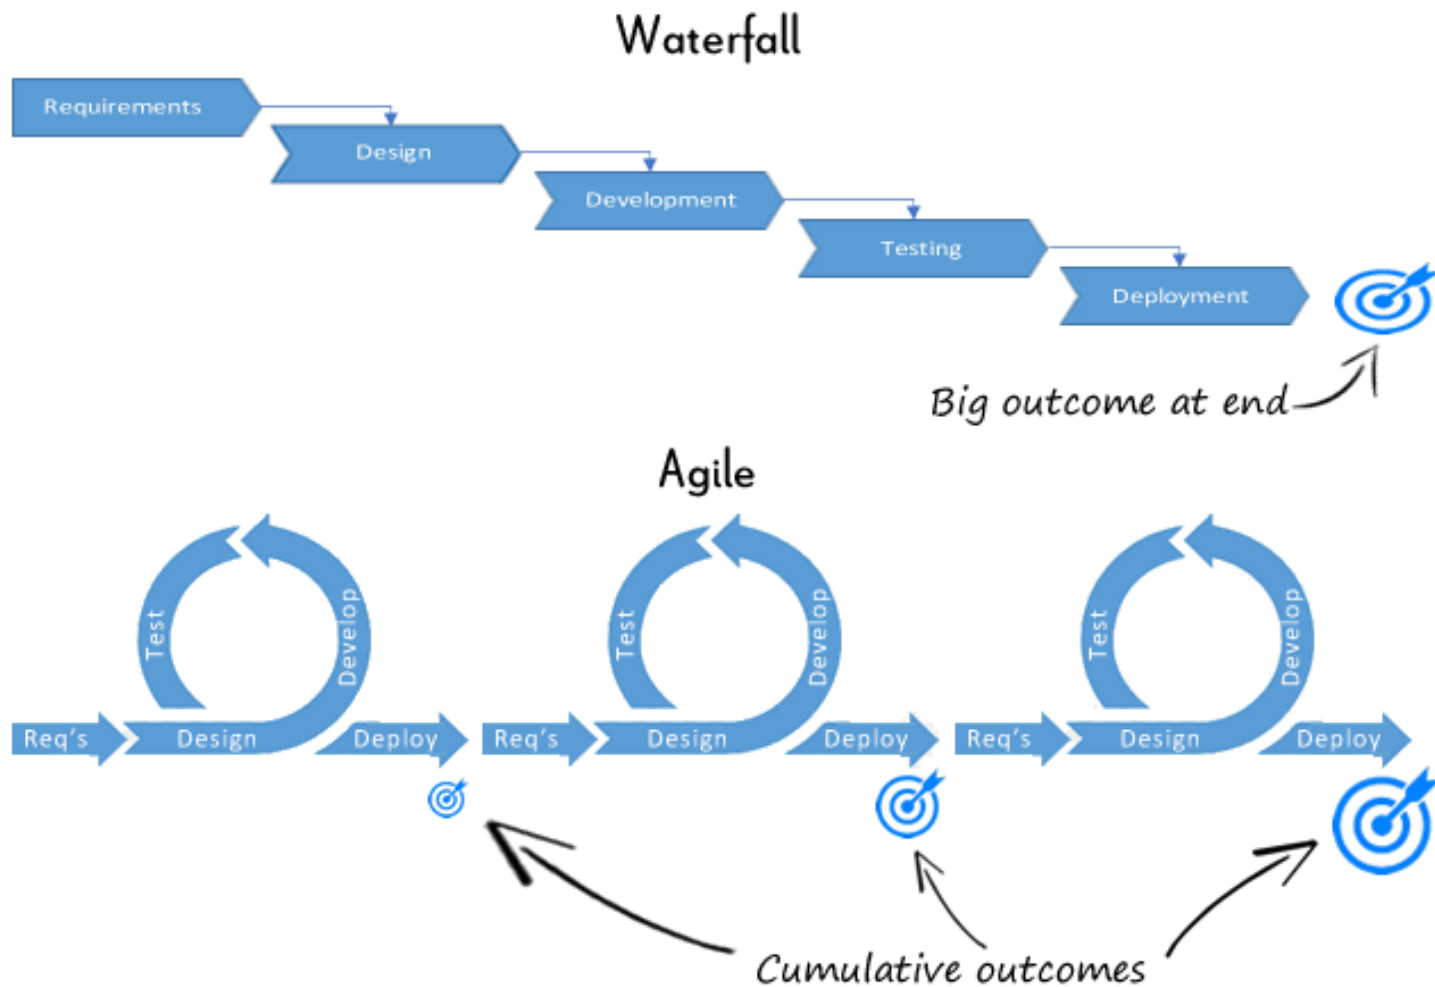 Waterfall
Requirements
Design
Development
Testing
Deployment
Big outcome at end
Agile
Test
Develop
Req's
Design
Deploy
Test
Develop
Req's
Design
Deploy
Test
Develop
Req's
Design
Deploy
Cumulative outcomes